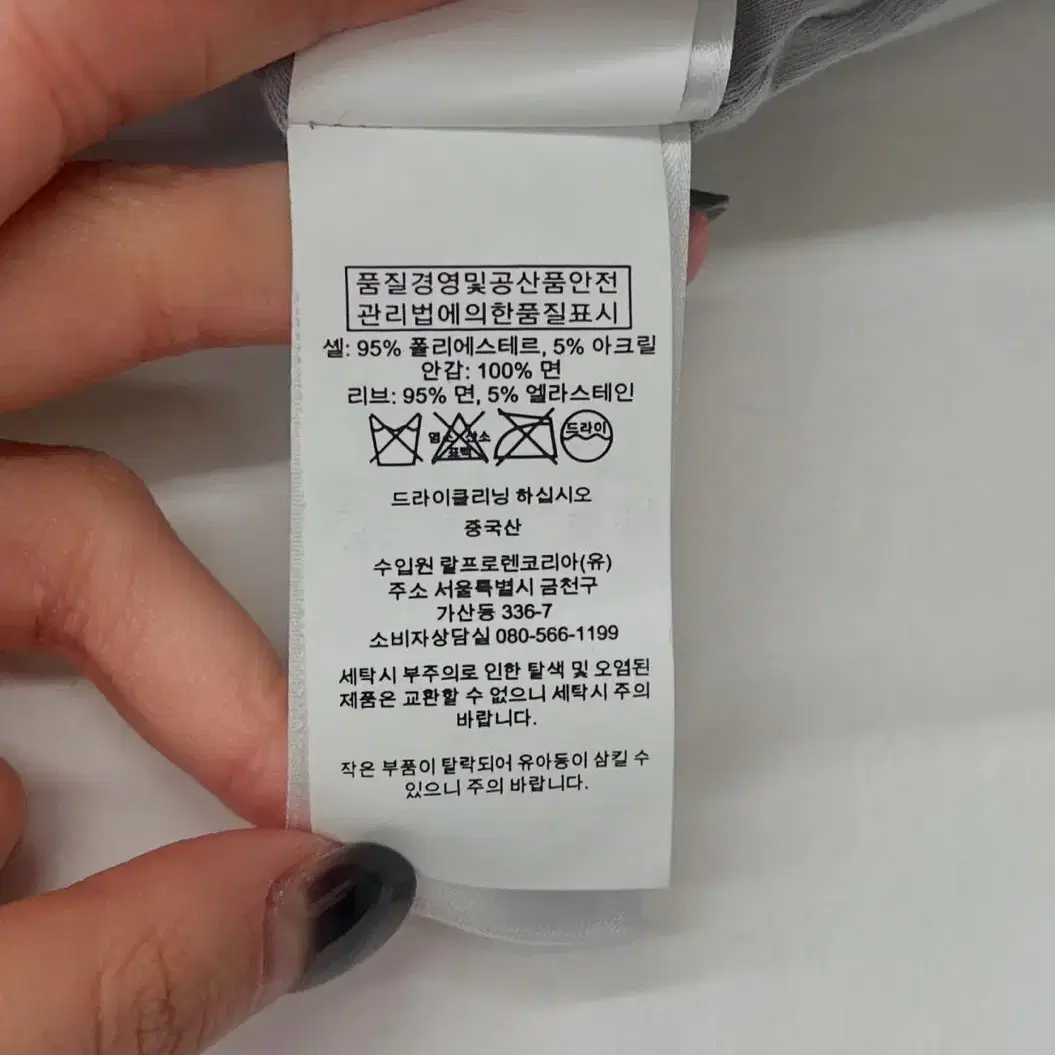 품질경영및공산품안전
관리법에의한품질표시
셸: 95% 폴리에스테르, 5% 아크릴
안감: 100% 면
리브: 95% 면, 5% 엘라스테인
염소 산소 드라이
표백
드라이클리닝 하십시오
중국산
수입원 랄프로렌코리아(유)
주소 서울특별시 금천구
가산동 336-7
소비자상담실 080-566-1199
세탁시 부주의로 인한 탈색 및 오염된
제품은 교환할 수 없으니 세탁시 주의
바랍니다.
작은 부품이 탈락되어 유아동이 삼킬 수
있으니 주의 바랍니다.